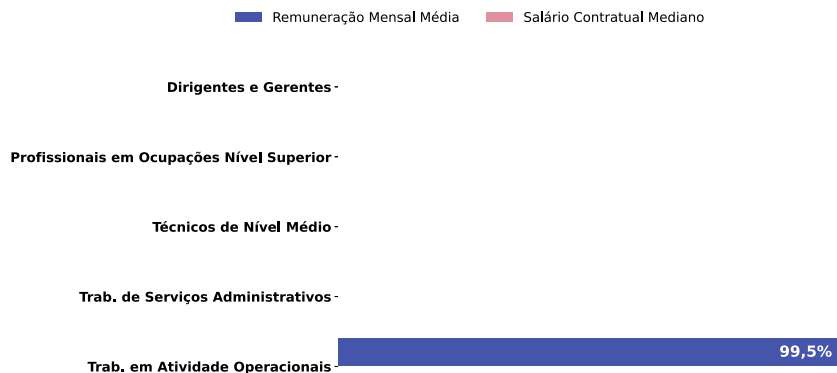 Remuneração Mensal Média Salário Contratual Mediano
Dirigentes e Gerentes
Profissionais em Ocupações Nível Superior
Técnicos de Nível Médio
Trab. de Serviços Administrativos
99,5%
Trab. em Atividade Operacionais